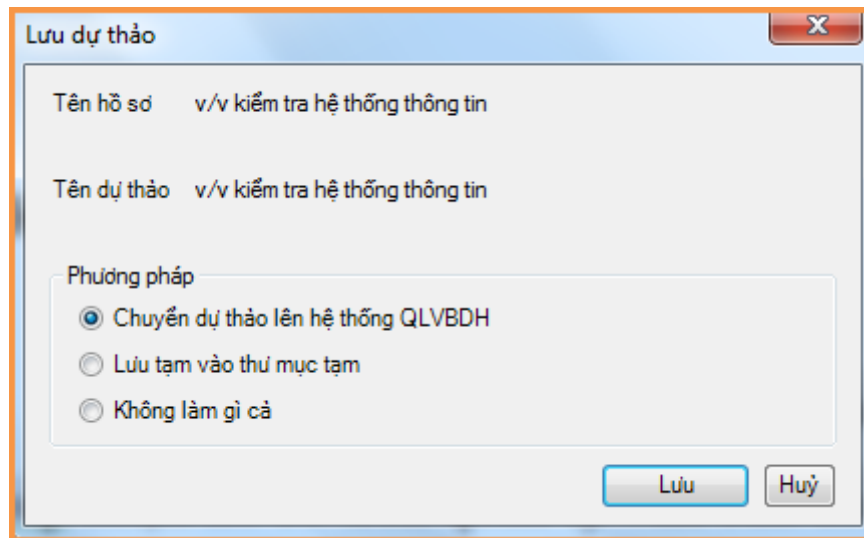 Lưu dự thảo
Tên hồ sơ v/v kiểm tra hệ thống thông tin
Tên dự thảo v/v kiểm tra hệ thống thông tin
Phương pháp
Chuyển dự thảo lên hệ thống QLVBDH
Lưu tạm vào thư mục tạm
Không làm gì cả
Lưu Huỷ